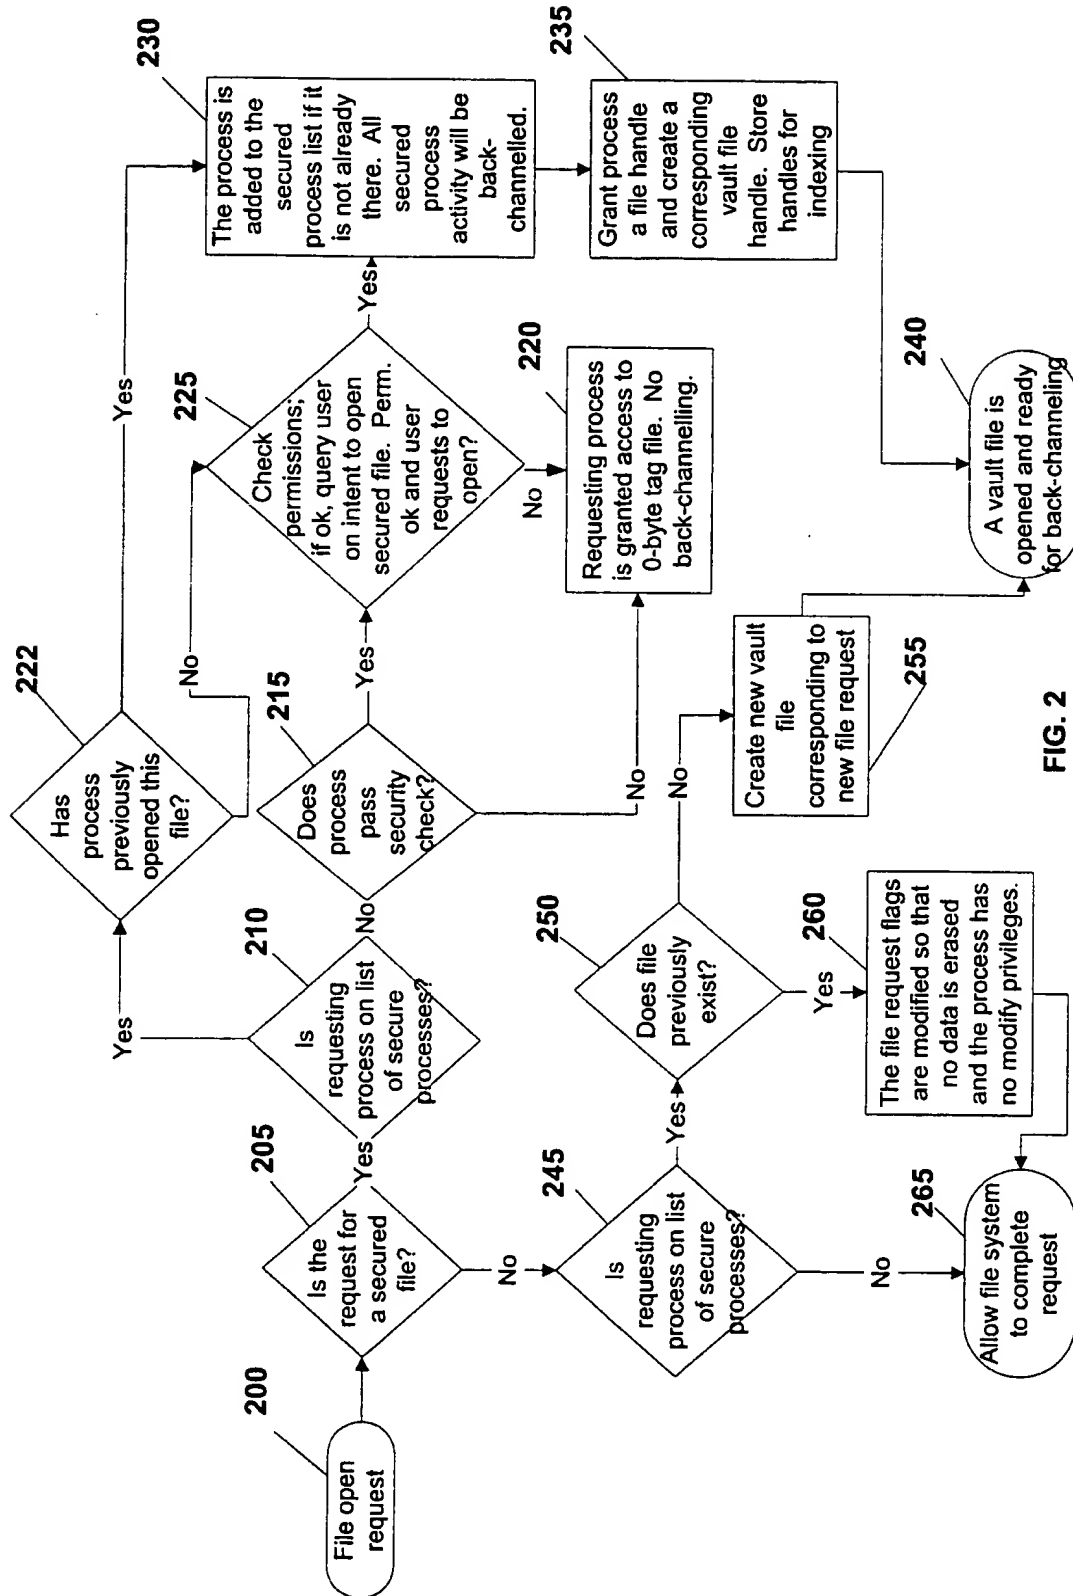 200
File open
request
205
Is the
request for
a secured
file?
Yes
No
210
Is
requesting
process on list
of secure
processes?
Yes
No
222
Has
process
previously
opened this
file?
Yes
No
215
Does
process
pass
security
check?
Yes
No
225
Check
permissions;
if ok, query user
on intent to open
secured file. Perm.
ok and user
requests to
open?
Yes
No
230
The process is
added to the
secured
process list if it
is not already
there. All
secured
process
activity will be
back-
channelled.
235
Grant process
a file handle
and create a
corresponding
vault file
handle. Store
handles for
indexing
220
Requesting process
is granted access to
0-byte tag file. No
back-channelling.
240
A vault file is
opened and ready
for back-channeling
245
Is
requesting
process on list
of secure
processes?
Yes
No
250
Does file
previously
exist?
No
Yes
Create new vault
file
corresponding to
new file request
255
260
The file request flags
are modified so that
no data is erased
and the process has
no modify privileges.
265
Allow file system
to complete
request
FIG. 2